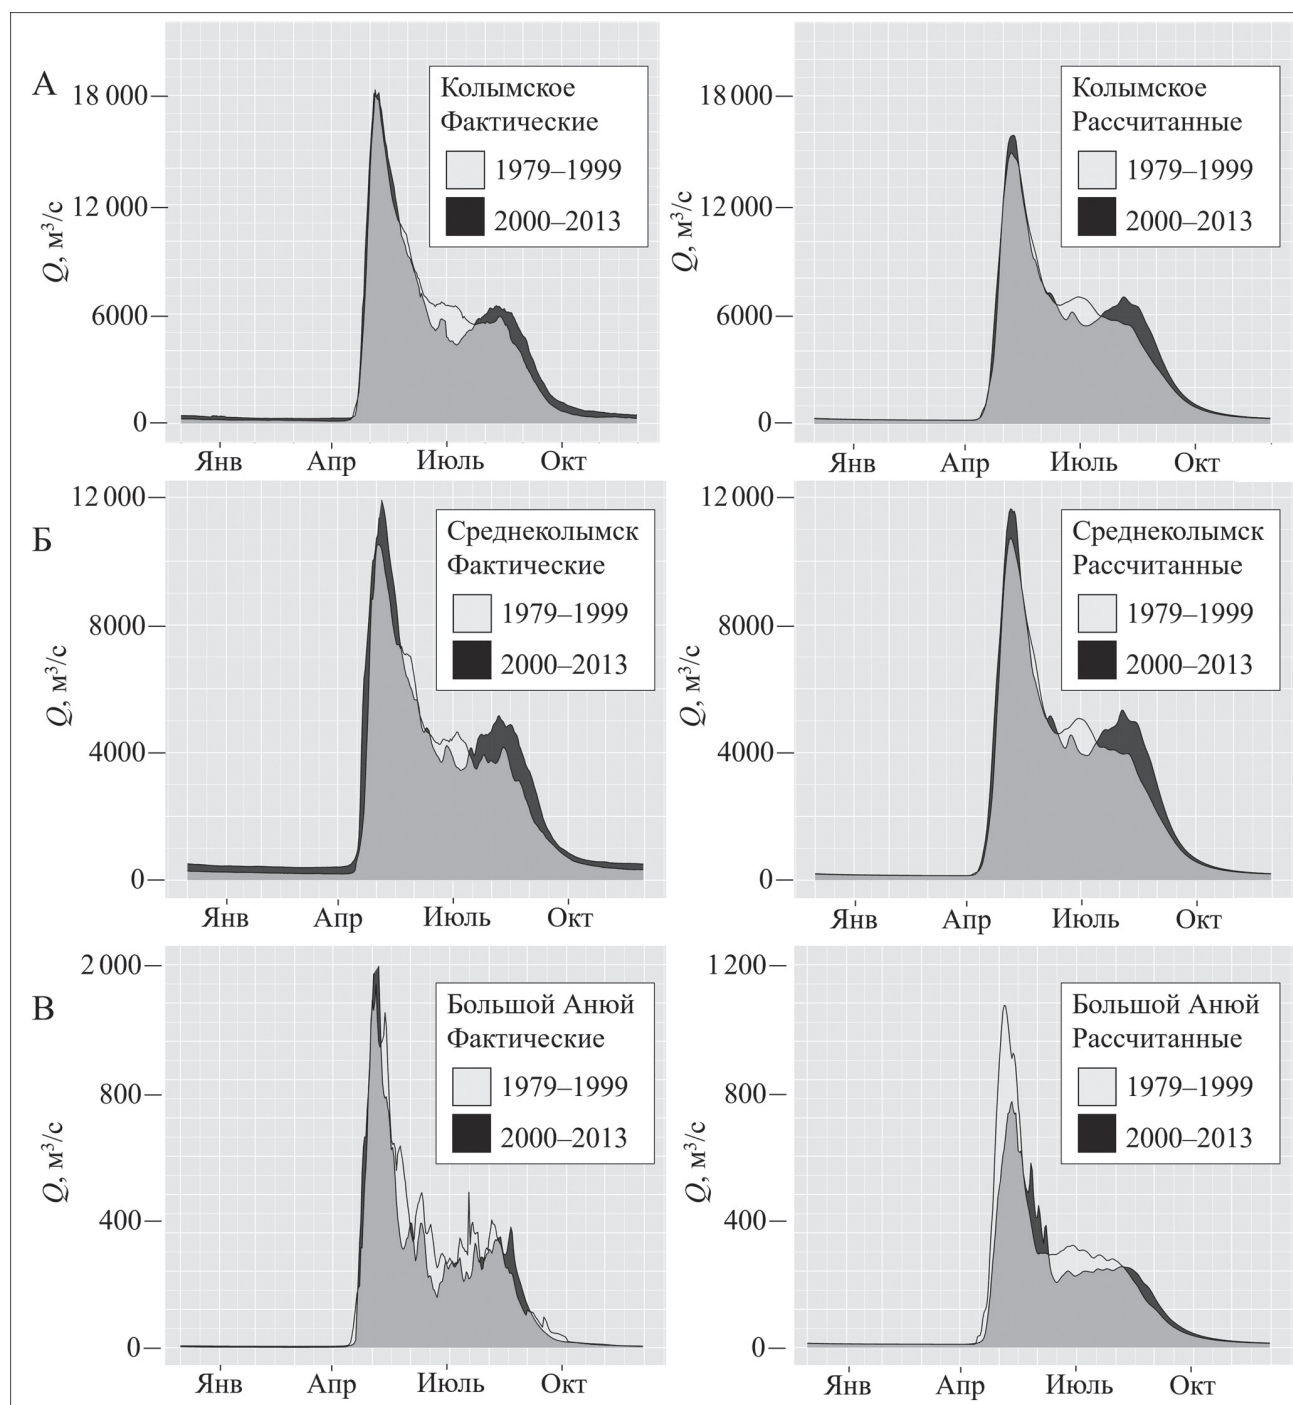 А
18 000
12 000
6000
0
Q, м³/с
Колымское
Фактические
1979–1999
2000–2013
Янв Апр Июль Окт
18 000
12 000
6000
0
Q, м³/с
Колымское
Рассчитанные
1979–1999
2000–2013
Янв Апр Июль Окт
Б
12 000
8000
4000
0
Q, м³/с
Среднеколымск
Фактические
1979–1999
2000–2013
Янв Апр Июль Окт
12 000
8000
4000
0
Q, м³/с
Среднеколымск
Рассчитанные
1979–1999
2000–2013
Янв Апр Июль Окт
В
2 000
800
400
0
Q, м³/с
Большой Анюй
Фактические
1979–1999
2000–2013
Янв Апр Июль Окт
1200
800
400
0
Q, м³/с
Большой Анюй
Рассчитанные
1979–1999
2000–2013
Янв Апр Июль Окт